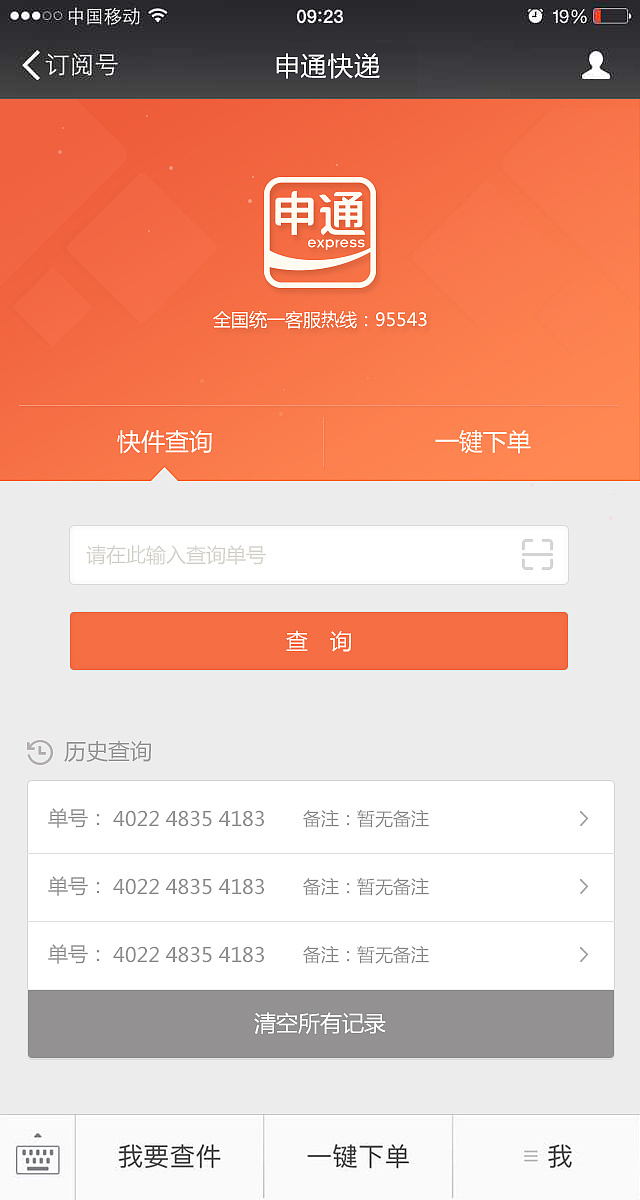 中国移动 09:23 19%
订阅号 申通快递
申通
express
全国统一客服热线：95543
快件查询 一键下单
请在此输入查询单号
查 询
历史查询
单号： 4022 4835 4183 备注：暂无备注
单号： 4022 4835 4183 备注：暂无备注
单号： 4022 4835 4183 备注：暂无备注
清空所有记录
我要查件 一键下单 我